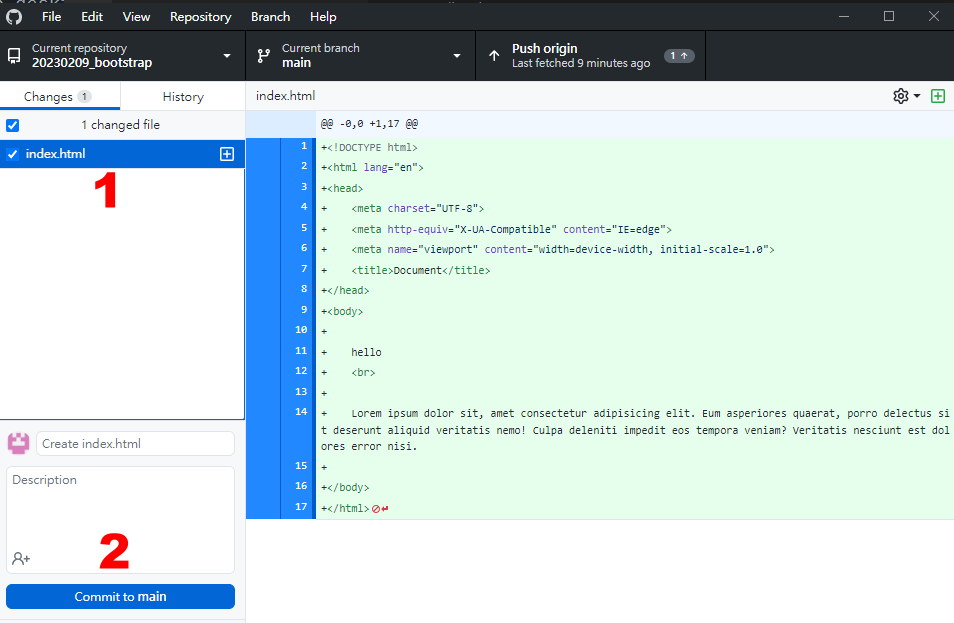 File Edit View Repository Branch Help
Current repository
20230209_bootstrap
Current branch
main
Push origin
Last fetched 9 minutes ago
1 ↑
Changes 1
History
index.html
1 changed file
index.html
1
@@ -0,0 +1,17 @@
1 +<!DOCTYPE html>
2 +<html lang="en">
3 +<head>
4 +    <meta charset="UTF-8">
5 +    <meta http-equiv="X-UA-Compatible" content="IE=edge">
6 +    <meta name="viewport" content="width=device-width, initial-scale=1.0">
7 +    <title>Document</title>
8 +</head>
9 +<body>
10 +
11 +    hello
12 +    <br>
13 +
14 +    Lorem ipsum dolor sit, amet consectetur adipisicing elit. Eum asperiores quaerat, porro delectus si
t deserunt aliquid veritatis nemo! Culpa deleniti impedit eos tempora veniam? Veritatis nesciunt est dol
ores error nisi.
15 +
16 +</body>
17 +</html>
Create index.html
Description
2
Commit to main